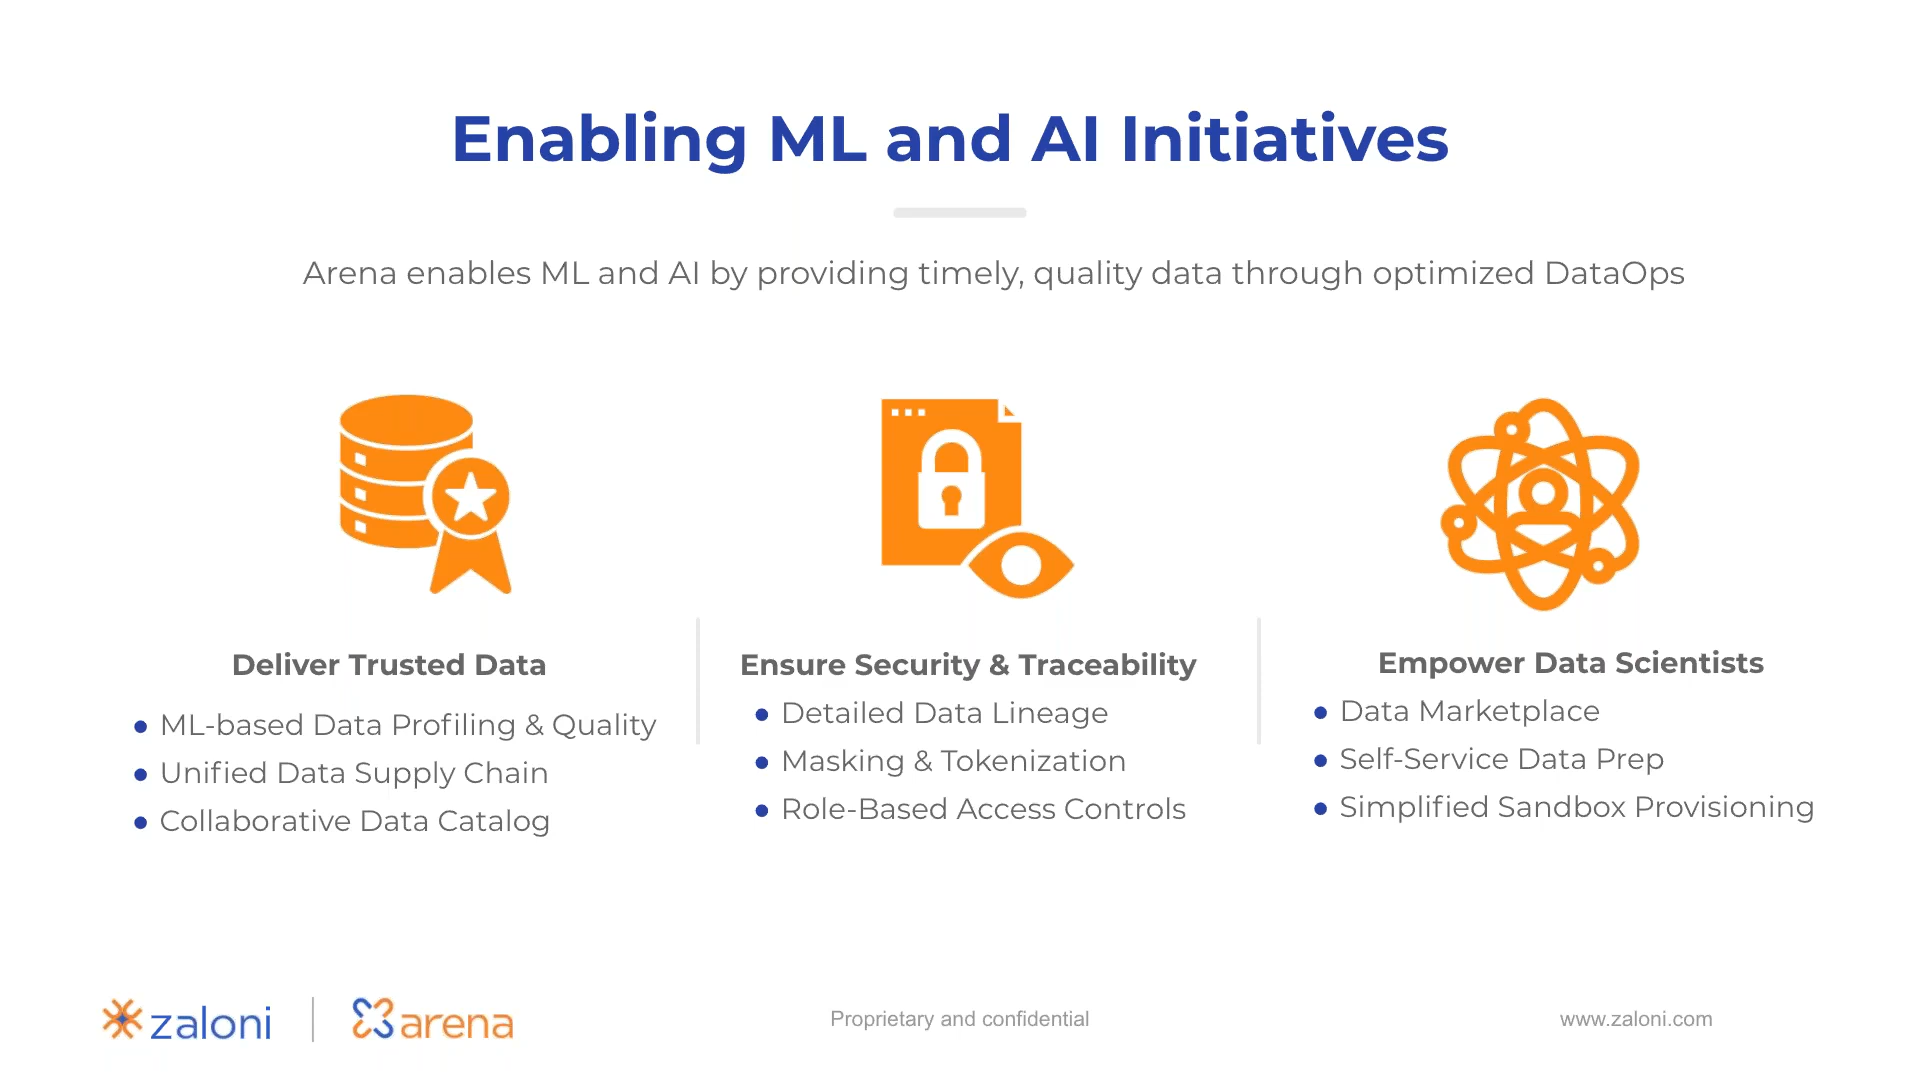 Enabling ML and AI Initiatives
Arena enables ML and AI by providing timely, quality data through optimized DataOps
Deliver Trusted Data
● ML-based Data Profiling & Quality
● Unified Data Supply Chain
● Collaborative Data Catalog
Ensure Security & Traceability
● Detailed Data Lineage
● Masking & Tokenization
● Role-Based Access Controls
Empower Data Scientists
● Data Marketplace
● Self-Service Data Prep
● Simplified Sandbox Provisioning
zaloni | arena
Proprietary and confidential
www.zaloni.com